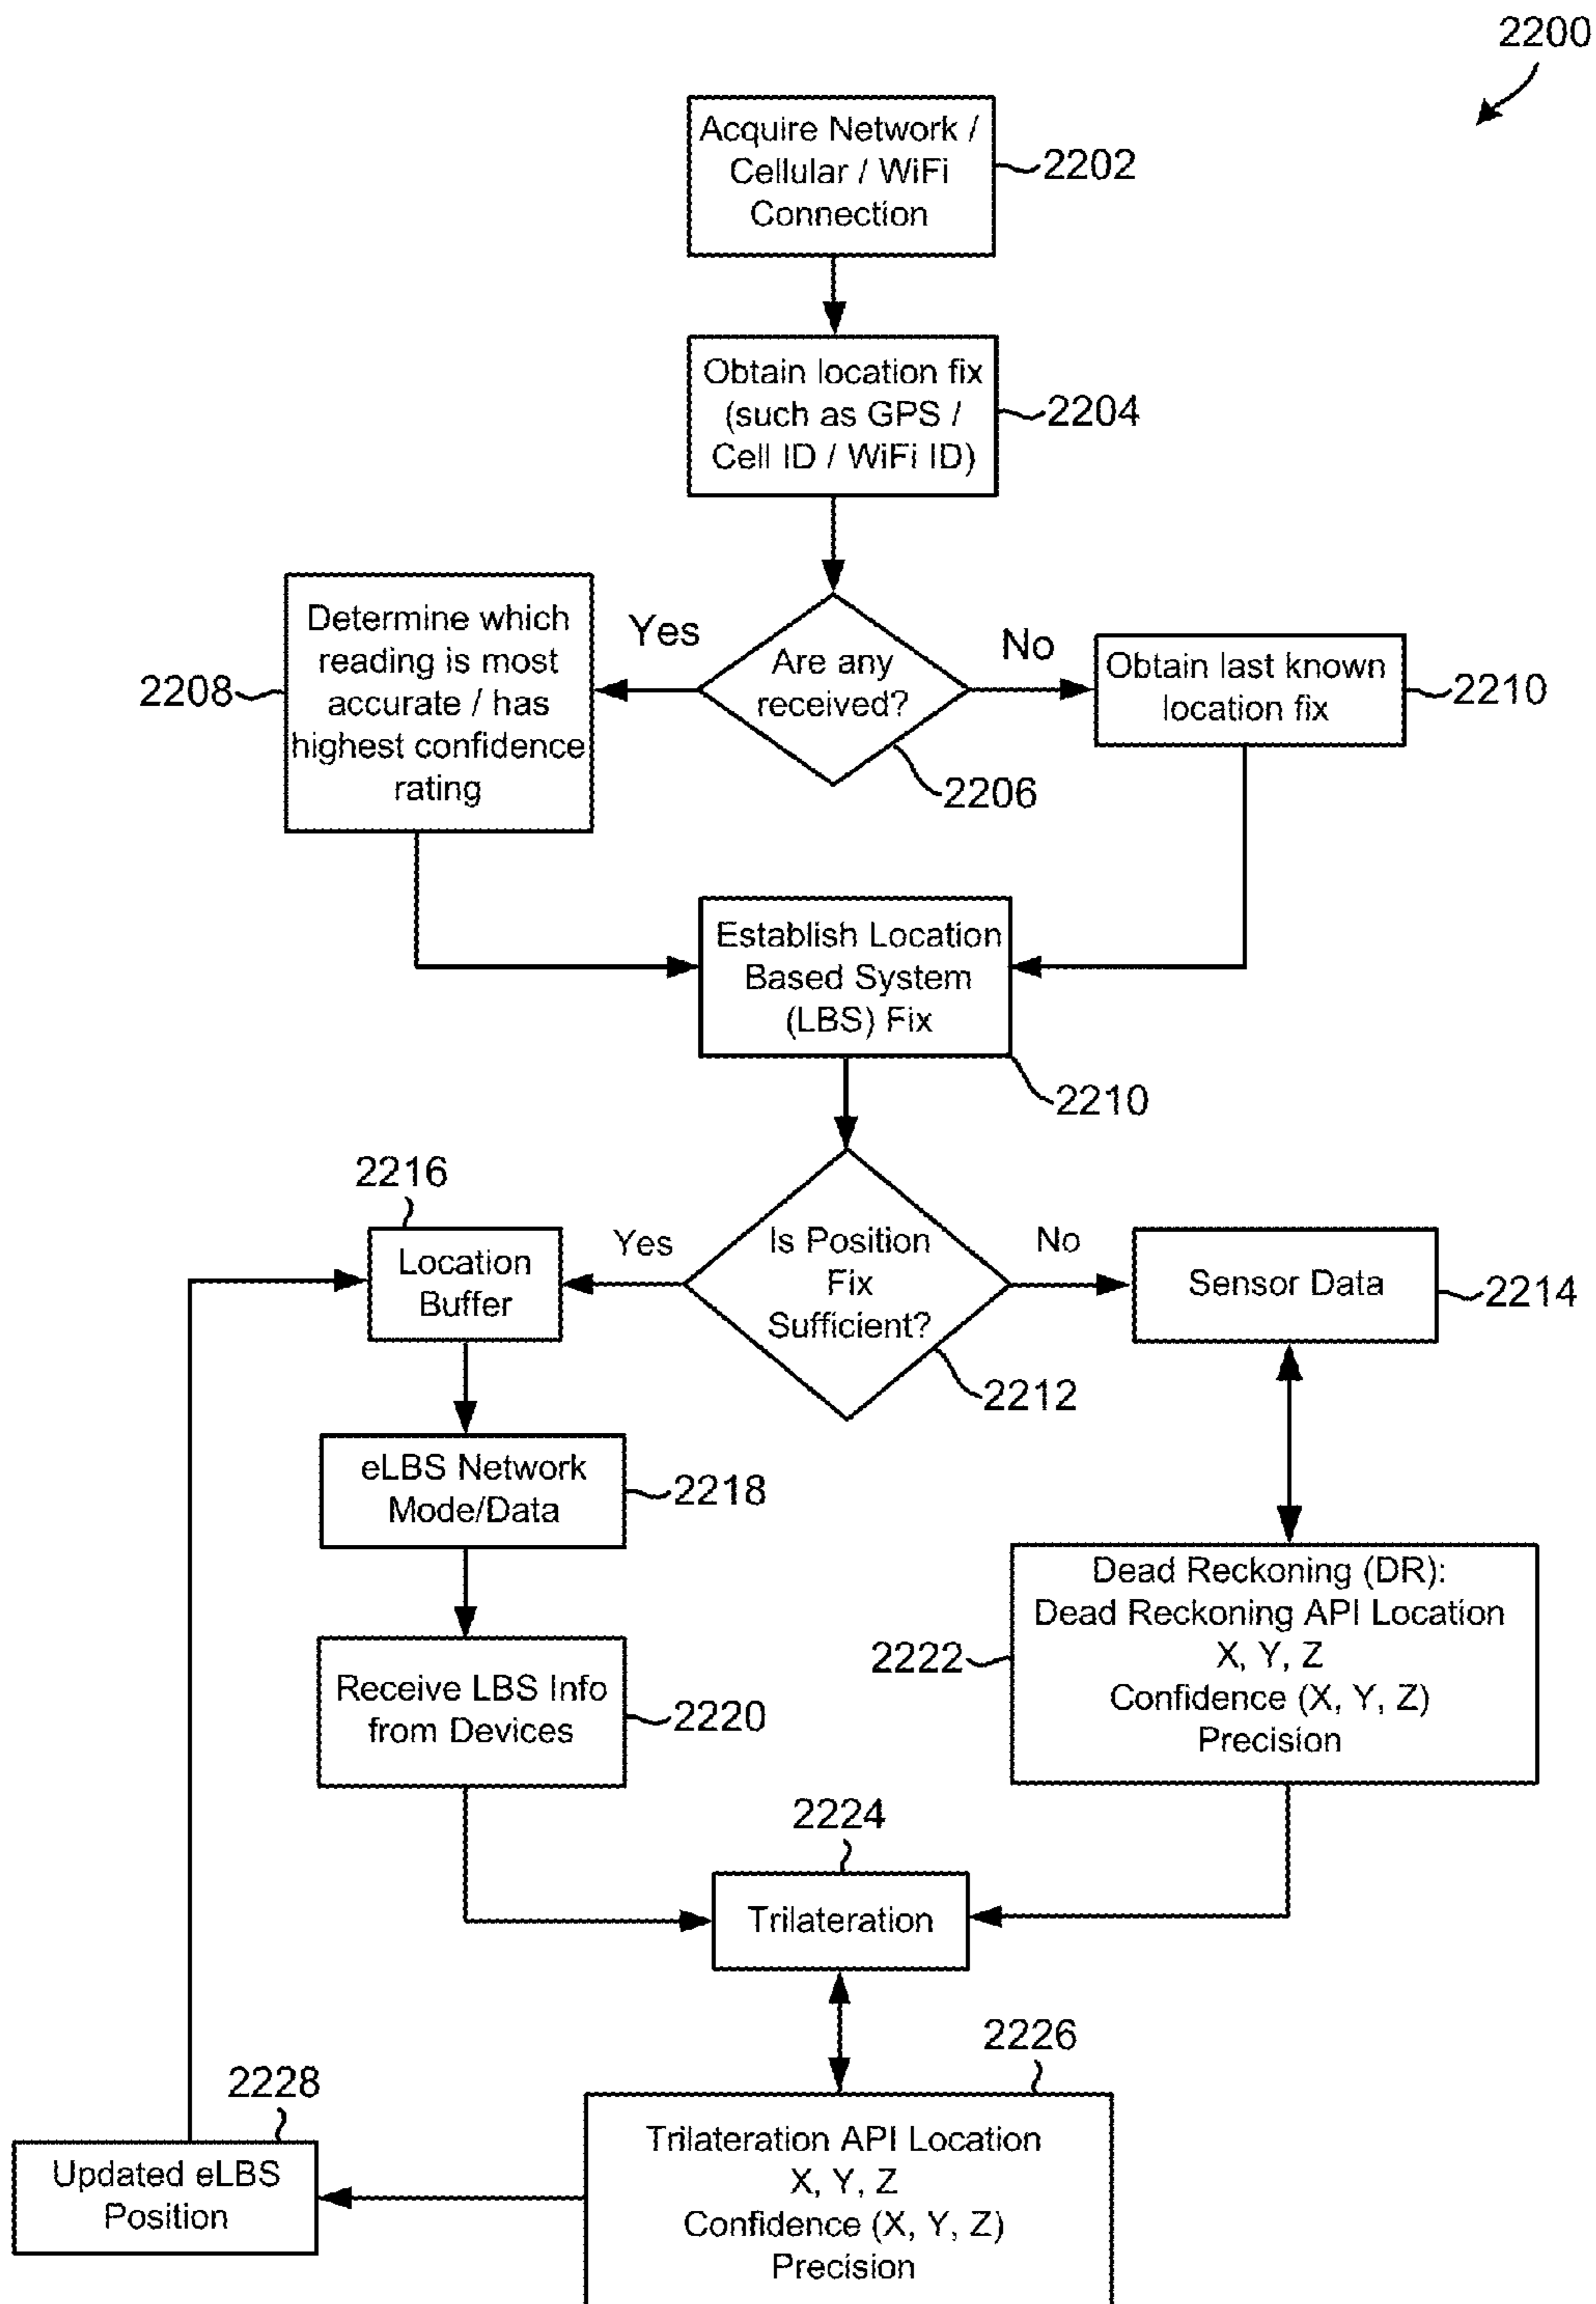 2200
Acquire Network /
Cellular / WiFi
Connection
2202
Obtain location fix
(such as GPS /
Cell ID / WiFi ID)
2204
Determine which
reading is most
accurate / has
highest confidence
rating
2208
Yes
Are any
received?
2206
No
Obtain last known
location fix
2210
Establish Location
Based System
(LBS) Fix
2210
2216
Location
Buffer
Yes
Is Position
Fix
Sufficient?
2212
No
Sensor Data
2214
eLBS Network
Mode/Data
2218
Receive LBS Info
from Devices
2220
2222
Dead Reckoning (DR):
Dead Reckoning API Location
X, Y, Z
Confidence (X, Y, Z)
Precision
2224
Trilateration
2226
Trilateration API Location
X, Y, Z
Confidence (X, Y, Z)
Precision
2228
Updated eLBS
Position